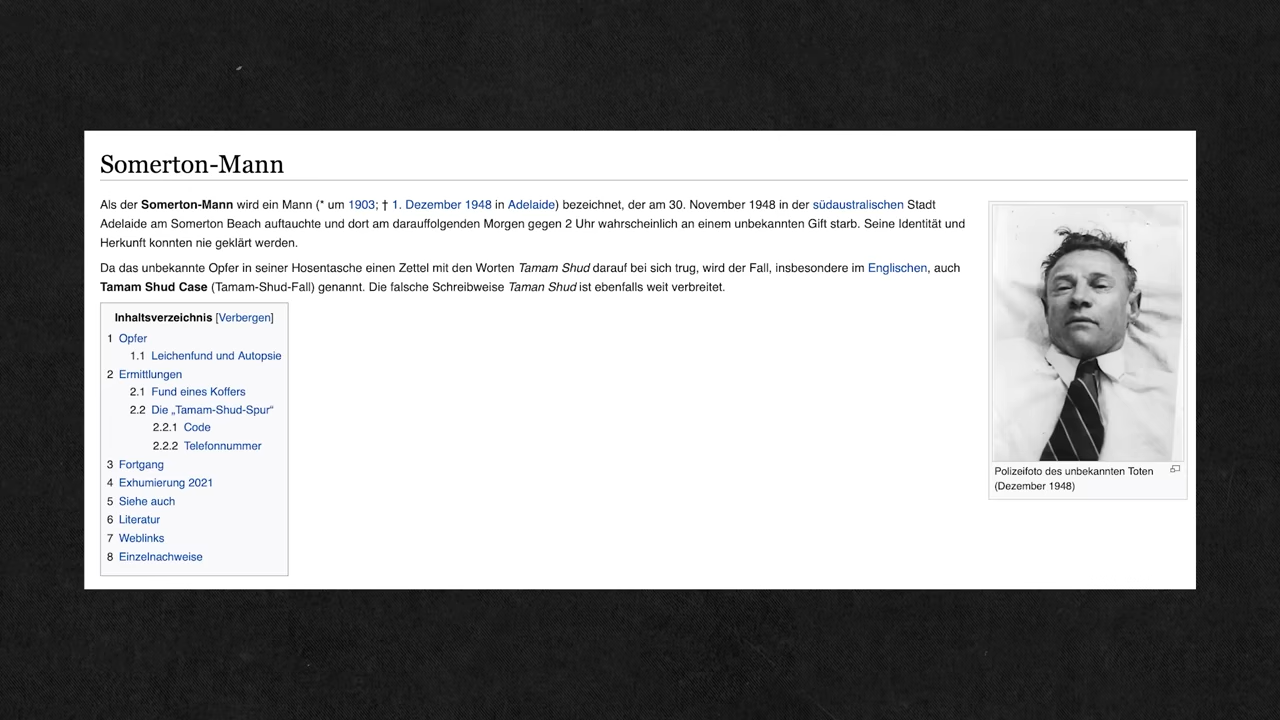 Somerton-Mann
Als der Somerton-Mann wird ein Mann (* um 1903; † 1. Dezember 1948 in Adelaide) bezeichnet, der am 30. November 1948 in der südaustralischen Stadt
Adelaide am Somerton Beach auftauchte und dort am darauffolgenden Morgen gegen 2 Uhr wahrscheinlich an einem unbekannten Gift starb. Seine Identität und
Herkunft konnten nie geklärt werden.
Da das unbekannte Opfer in seiner Hosentasche einen Zettel mit den Worten Tamam Shud darauf bei sich trug, wird der Fall, insbesondere im Englischen, auch
Tamam Shud Case (Tamam-Shud-Fall) genannt. Die falsche Schreibweise Taman Shud ist ebenfalls weit verbreitet.
Inhaltsverzeichnis [Verbergen]
1 Opfer
1.1 Leichenfund und Autopsie
2 Ermittlungen
2.1 Fund eines Koffers
2.2 Die „Tamam-Shud-Spur“
2.2.1 Code
2.2.2 Telefonnummer
3 Fortgang
4 Exhumierung 2021
5 Siehe auch
6 Literatur
7 Weblinks
8 Einzelnachweise
Polizeifoto des unbekannten Toten
(Dezember 1948)